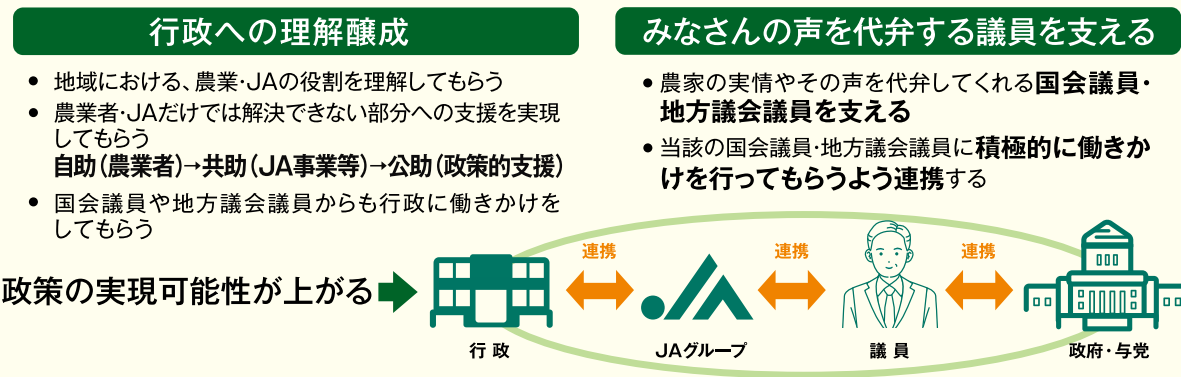 行政への理解醸成
● 地域における、農業・JAの役割を理解してもらう
● 農業者・JAだけでは解決できない部分への支援を実現
してもらう
自助（農業者）→共助（JA事業等）→公助（政策的支援）
● 国会議員や地方議会議員からも行政に働きかけを
してもらう
みなさんの声を代弁する議員を支える
● 農家の実情やその声を代弁してくれる国会議員・
地方議会議員を支える
● 当該の国会議員・地方議会議員に積極的に働きか
けを行ってもらうよう連携する
政策の実現可能性が上がる
連携
連携
連携
JA
行政
JAグループ
議員
政府・与党